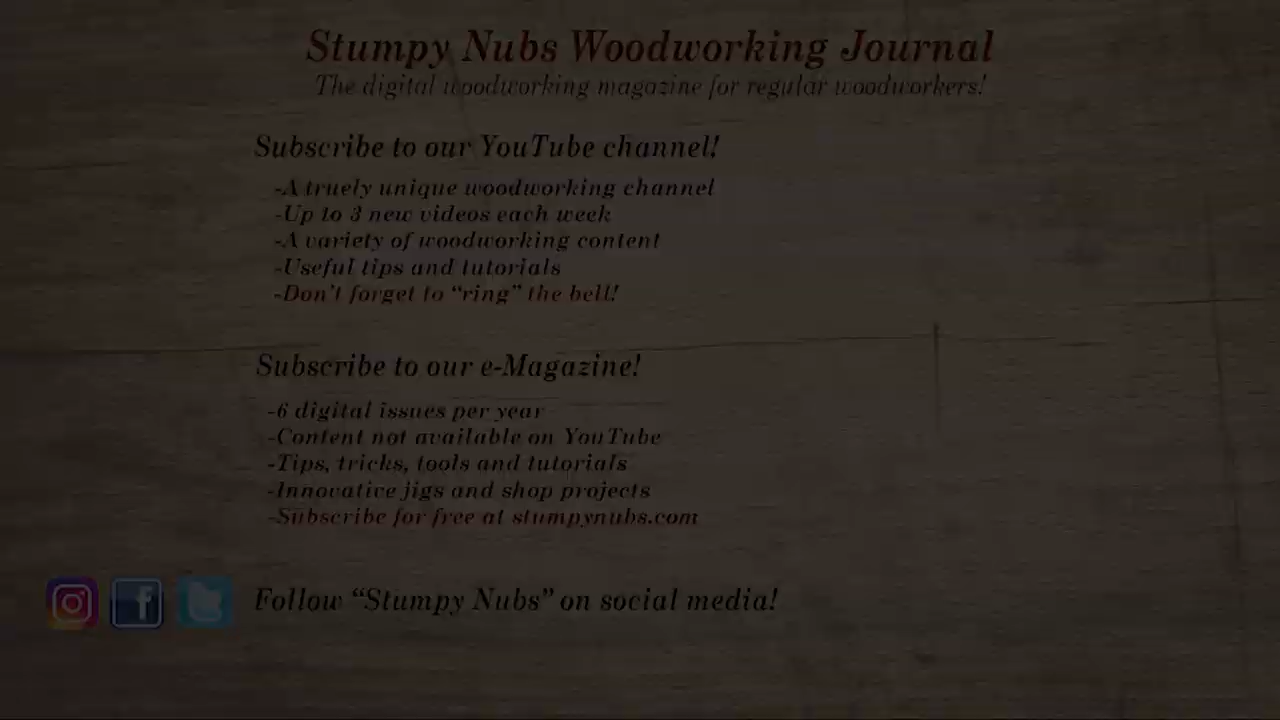 Stumpy Nubs Woodworking Journal
The digital woodworking magazine for regular woodworkers!
Subscribe to our YouTube channel!
-A truely unique woodworking channel
-Up to 3 new videos each week
-A variety of woodworking content
-Useful tips and tutorials
-Don't forget to “ring” the bell!
Subscribe to our e-Magazine!
-6 digital issues per year
-Content not available on YouTube
-Tips, tricks, tools and tutorials
-Innovative jigs and shop projects
-Subscribe for free at stumpynubs.com
Follow “Stumpy Nubs” on social media!